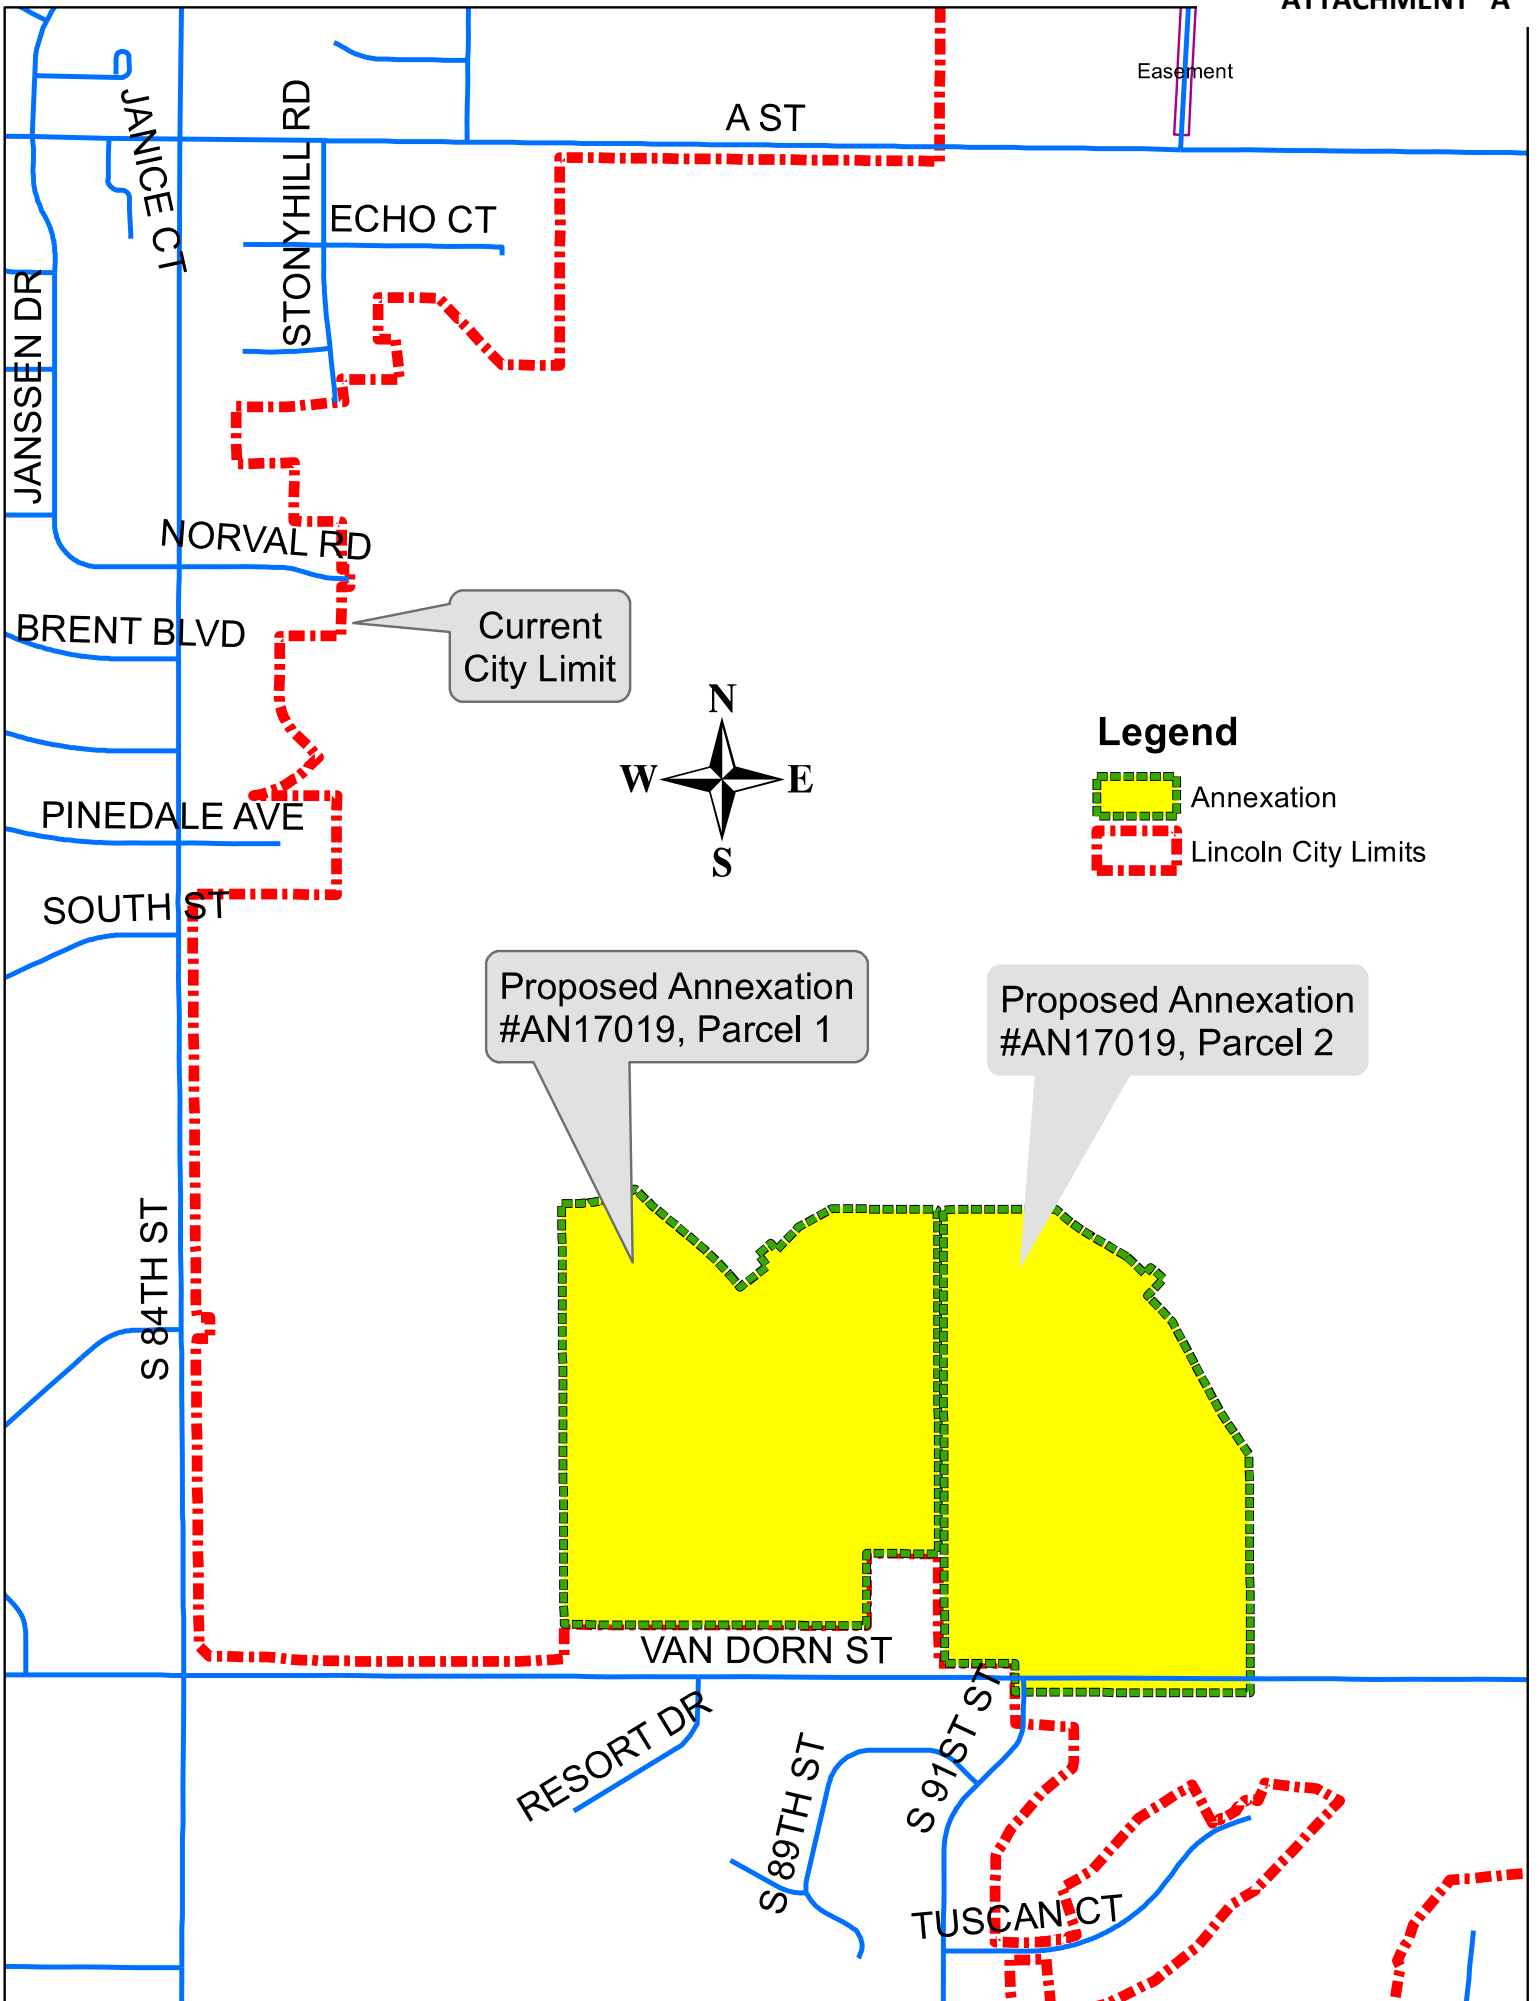 ATTACHMENT "A"
Easement
A ST
JANICE CT
STONYHILL RD
ECHO CT
JANSSEN DR
NORVAL RD
BRENT BLVD
Current
City Limit
N
W E
S
Legend
Annexation
Lincoln City Limits
PINEDALE AVE
SOUTH ST
Proposed Annexation
#AN17019, Parcel 1
Proposed Annexation
#AN17019, Parcel 2
S 84TH ST
VAN DORN ST
RESORT DR
S 89TH ST
S 91ST ST
TUSCAN CT